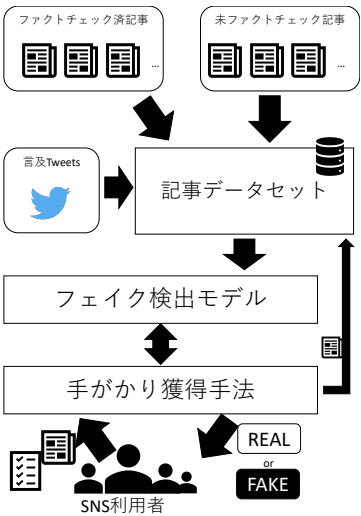 ファクトチェック済記事
未ファクトチェック記事
...
...
言及Tweets
記事データセット
フェイク検出モデル
手がかり獲得手法
REAL
or
FAKE
SNS利用者